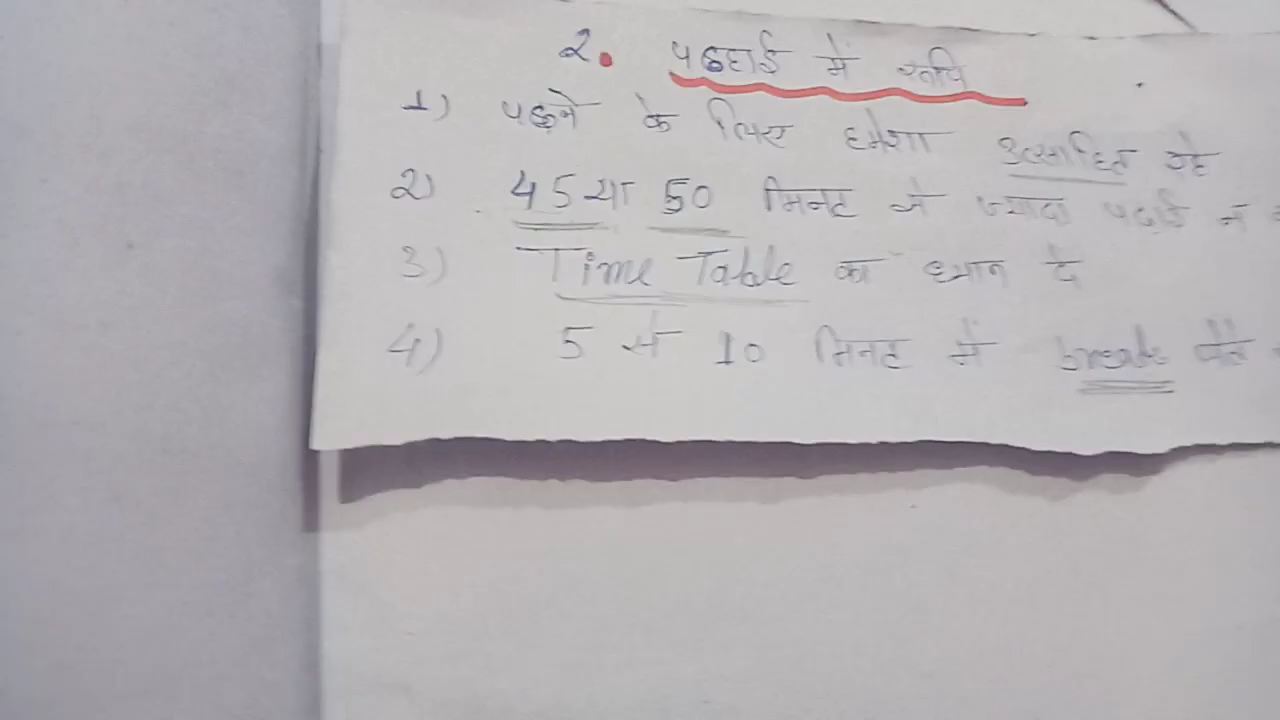 2. पढाई में रूचि
1) पढ़ने के लिए हमेशा उत्साहित रहे
2) 45 या 50 मिनट से ज्यादा पढाई न
3) Time Table का ध्यान दे
4) 5 से 10 मिनट में break लेते